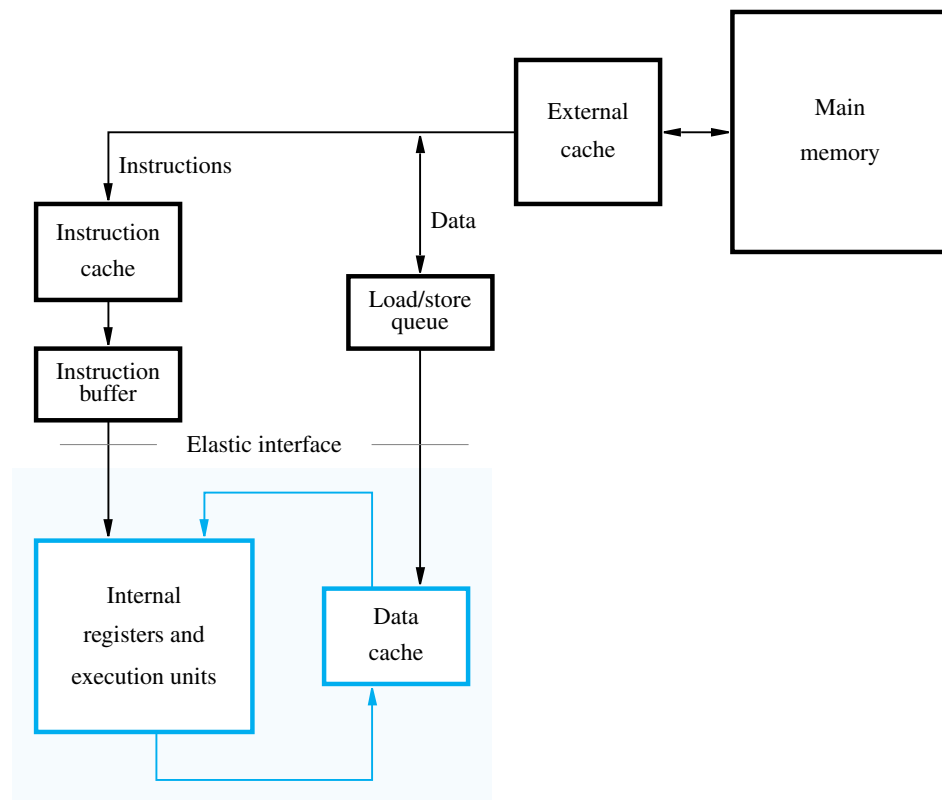 Main
memory
External
cache
Instructions
Data
Instruction
cache
Load/store
queue
Instruction
buffer
Elastic interface
Internal
registers and
execution units
Data
cache